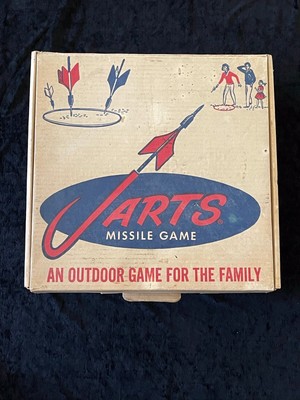 JARTS
MISSILE GAME
AN OUTDOOR GAME FOR THE FAMILY